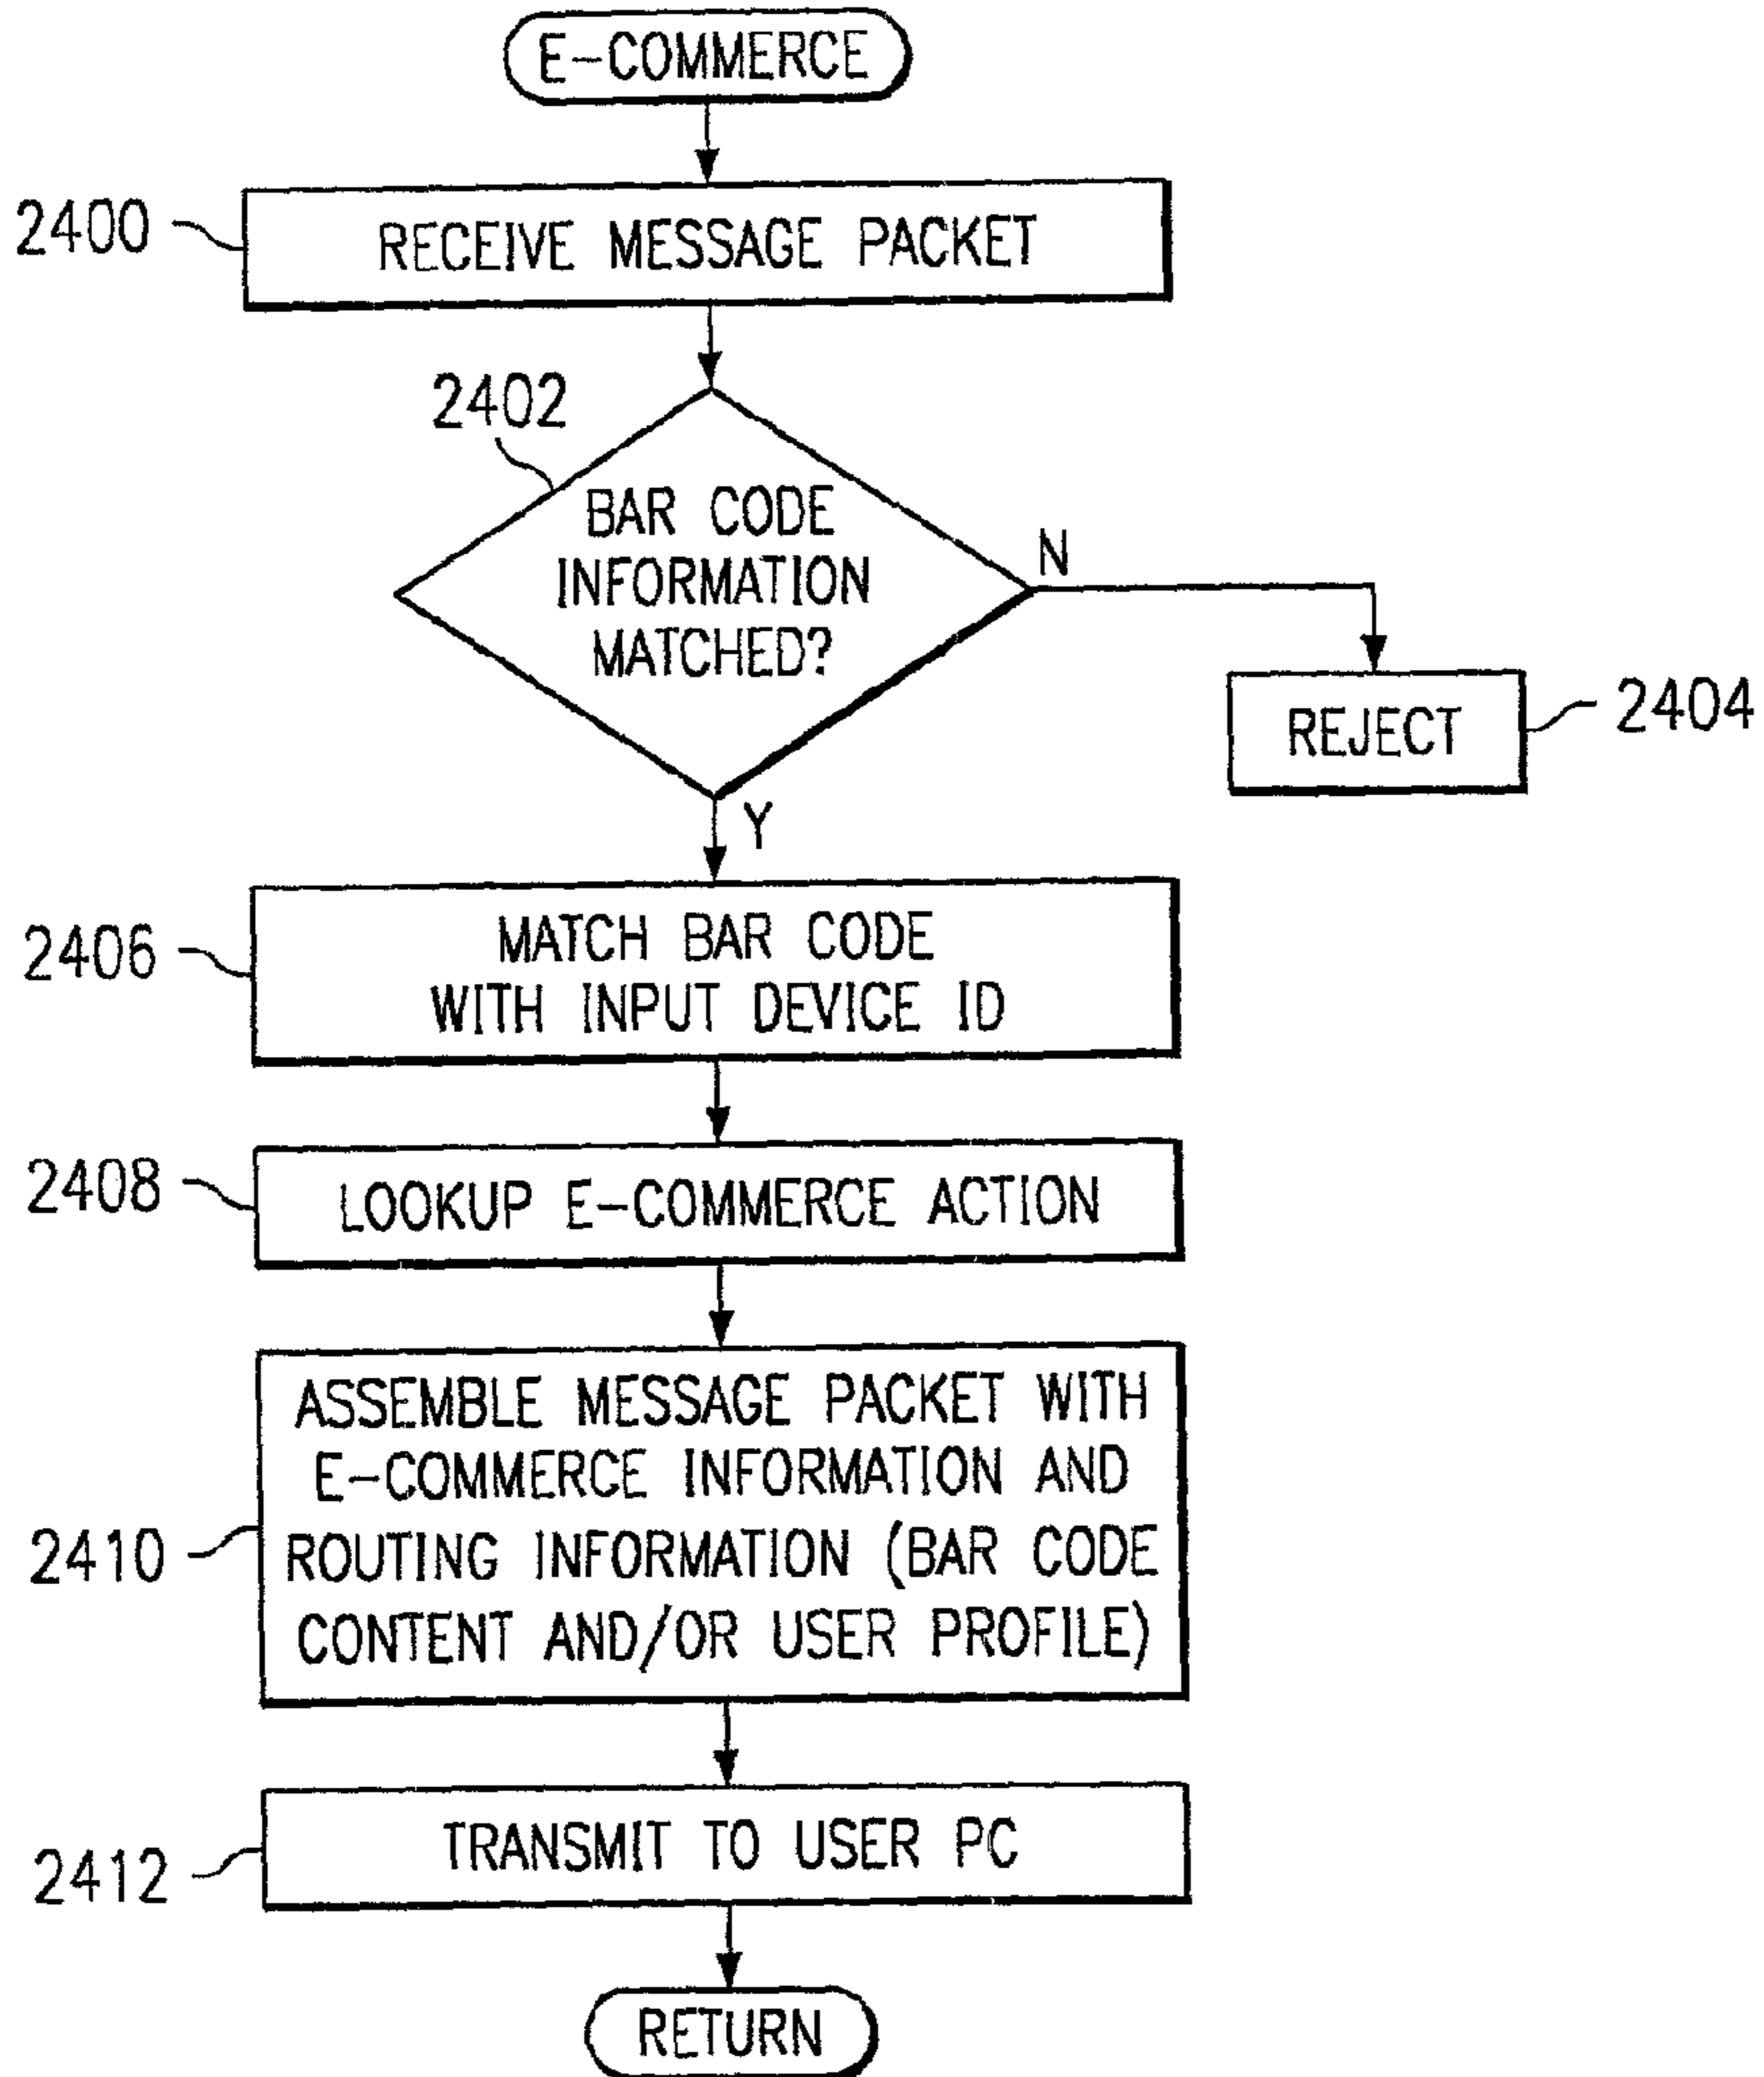 E-COMMERCE
2400
RECEIVE MESSAGE PACKET
2402
BAR CODE
INFORMATION
MATCHED?
N
REJECT
2404
Y
2406
MATCH BAR CODE
WITH INPUT DEVICE ID
2408
LOOKUP E-COMMERCE ACTION
2410
ASSEMBLE MESSAGE PACKET WITH
E-COMMERCE INFORMATION AND
ROUTING INFORMATION (BAR CODE
CONTENT AND/OR USER PROFILE)
2412
TRANSMIT TO USER PC
RETURN